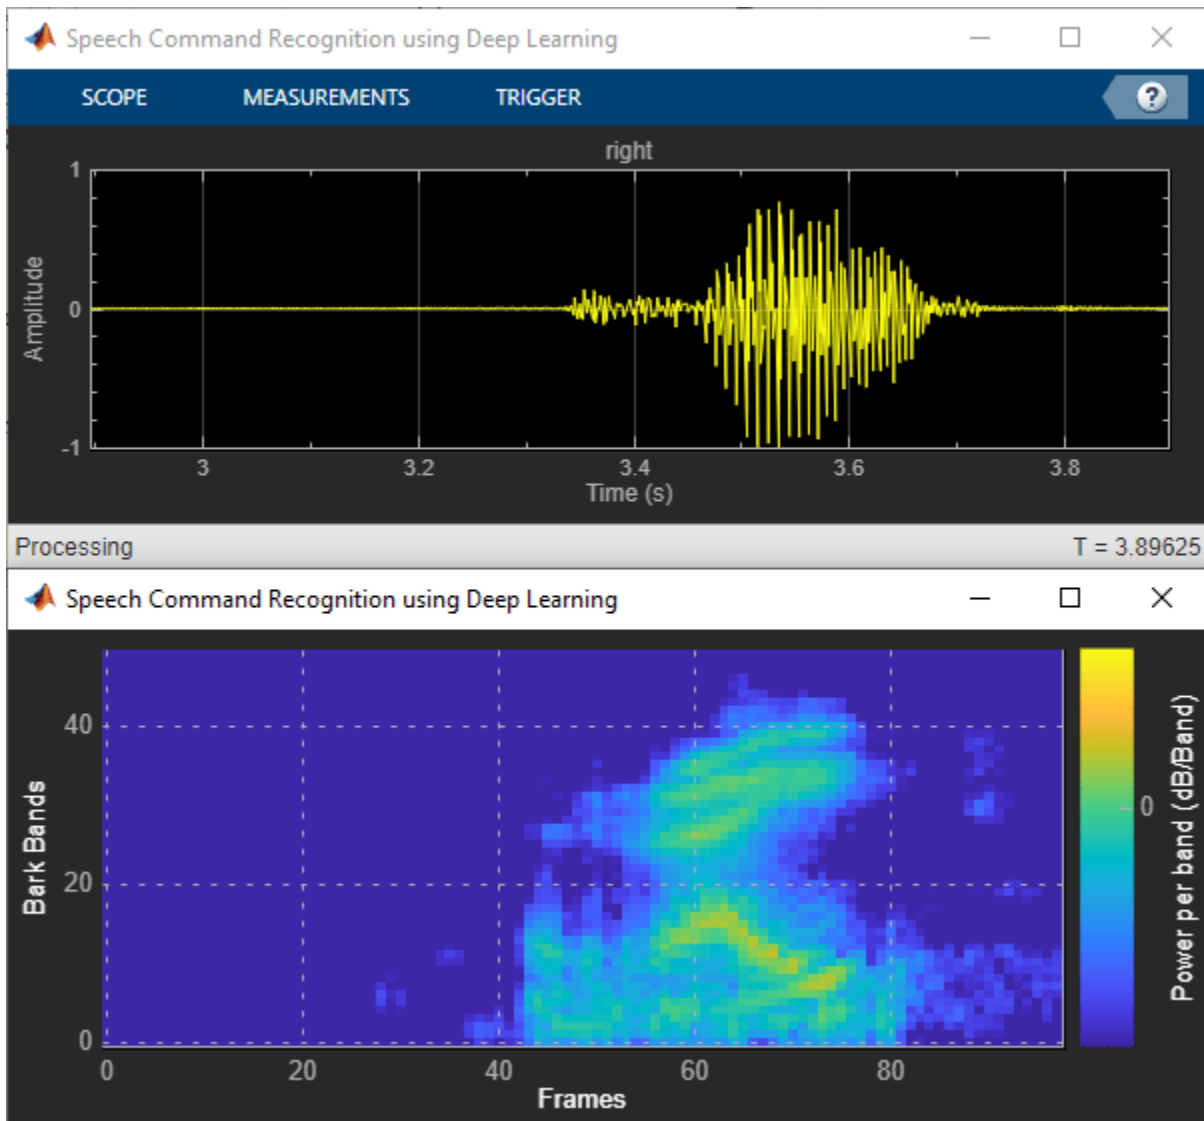 Speech Command Recognition using Deep Learning
SCOPE MEASUREMENTS TRIGGER ?
right
1
0
-1
Amplitude
3 3.2 3.4 3.6 3.8
Time (s)
Processing T = 3.89625
Speech Command Recognition using Deep Learning
40
20
0
Bark Bands
0 20 40 60 80
Frames
0
Power per band (dB/Band)